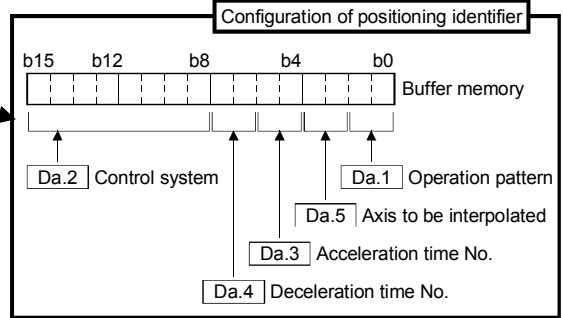 Configuration of positioning identifier
b15 b12 b8 b4 b0
Buffer memory
Da.2 Control system
Da.1 Operation pattern
Da.5 Axis to be interpolated
Da.3 Acceleration time No.
Da.4 Deceleration time No.